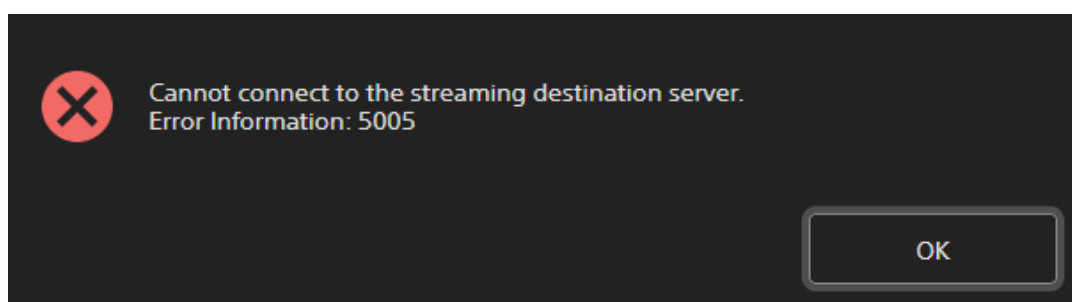 Cannot connect to the streaming destination server.
Error Information: 5005
OK